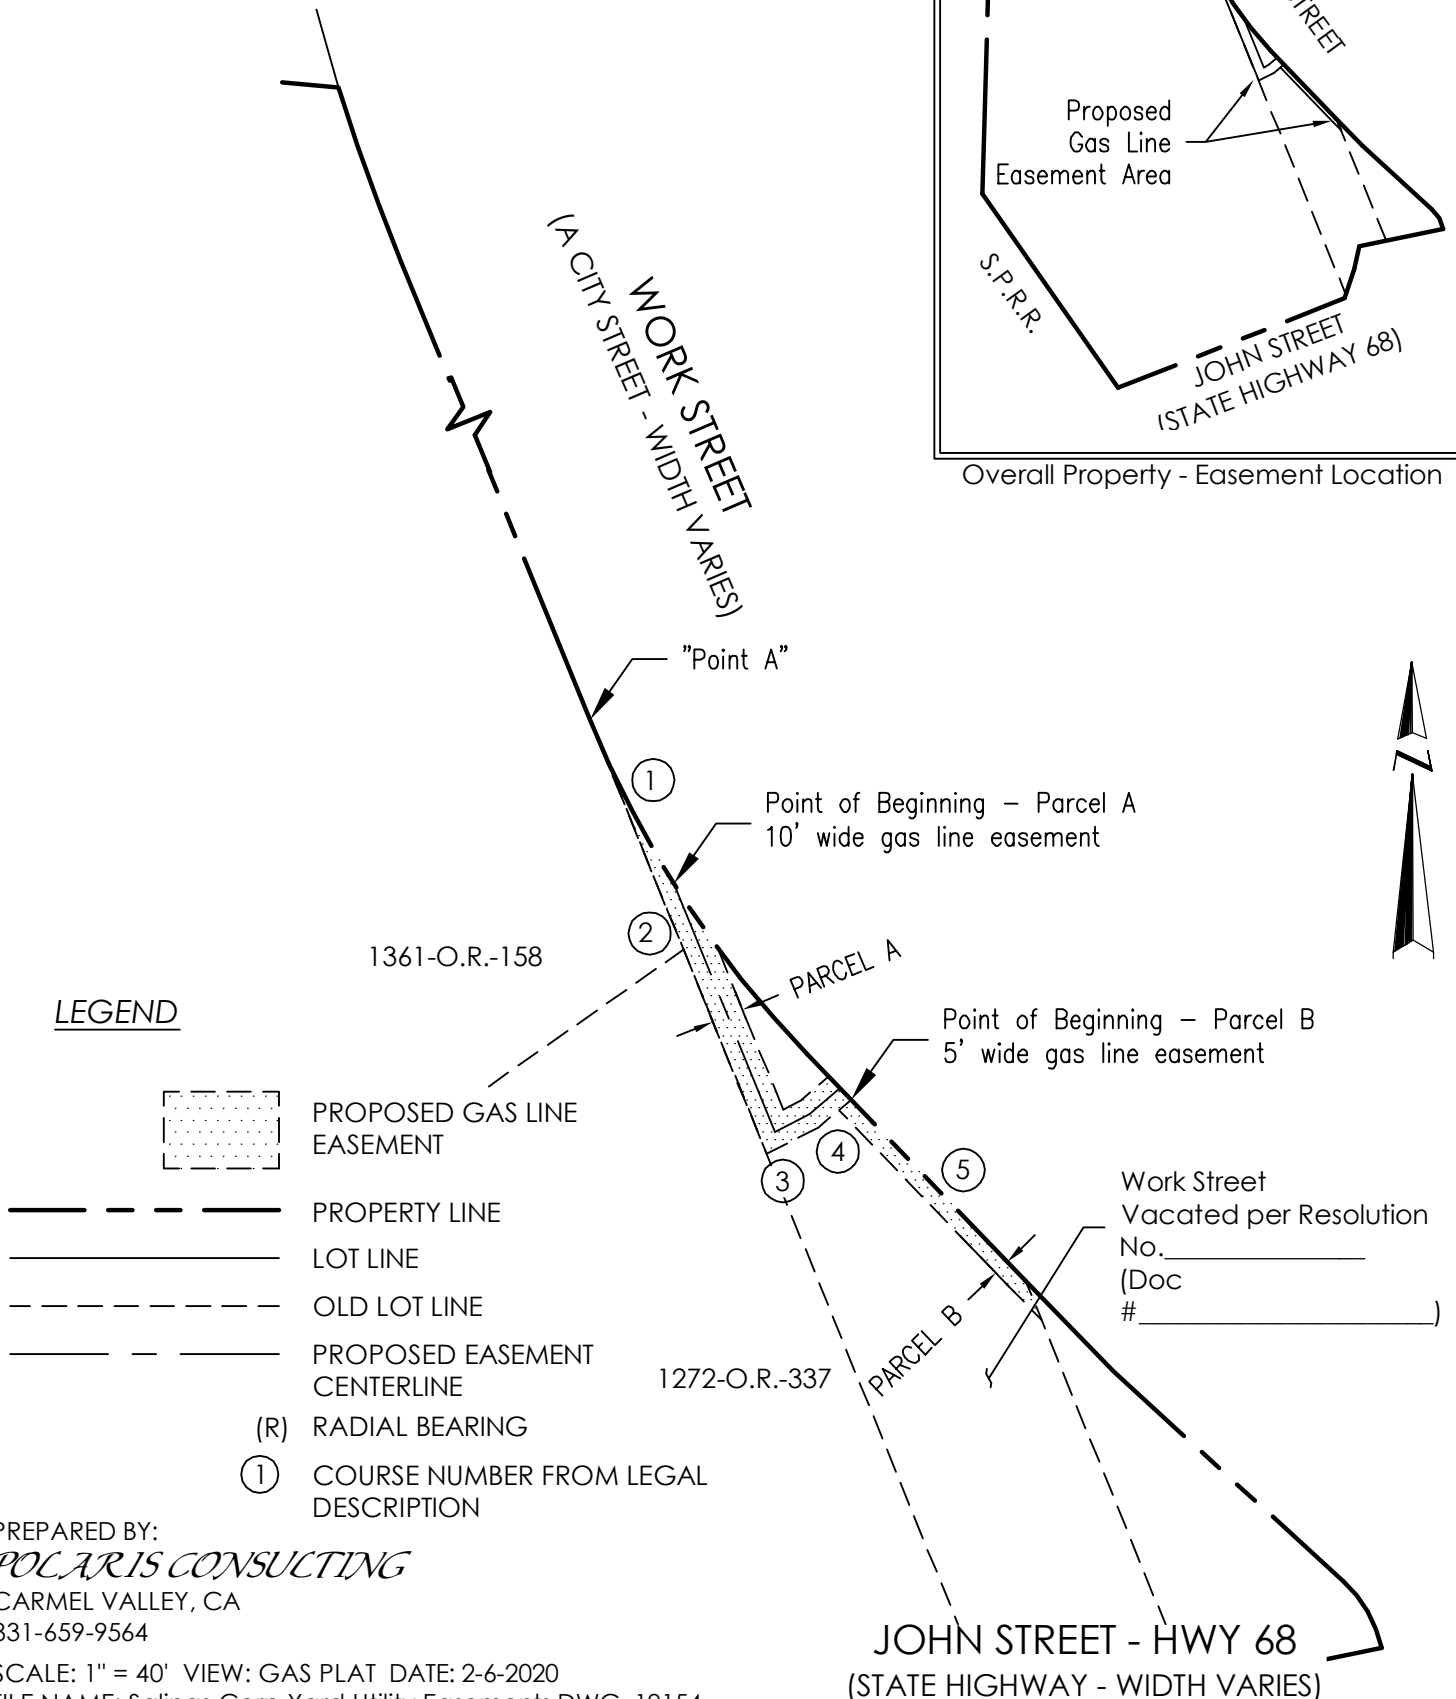 STREET
Proposed
Gas Line
Easement Area
S.P.R.R.
JOHN STREET
(STATE HIGHWAY 68)
Overall Property - Easement Location
WORK STREET
(A CITY STREET - WIDTH VARIES)
"Point A"
1
Point of Beginning - Parcel A
10' wide gas line easement
2
1361-O.R.-158
PARCEL A
Point of Beginning - Parcel B
5' wide gas line easement
4
3
5
Work Street
Vacated per Resolution
No.
(Doc
#)
PARCEL B
1272-O.R.-337
LEGEND
PROPOSED GAS LINE
EASEMENT
PROPERTY LINE
LOT LINE
OLD LOT LINE
PROPOSED EASEMENT
CENTERLINE
(R) RADIAL BEARING
1 COURSE NUMBER FROM LEGAL
DESCRIPTION
PREPARED BY:
POLARIS CONSULTING
CARMEL VALLEY, CA
831-659-9564
SCALE: 1" = 40' VIEW: GAS PLAT DATE: 2-6-2020
JOHN STREET - HWY 68
(STATE HIGHWAY - WIDTH VARIES)